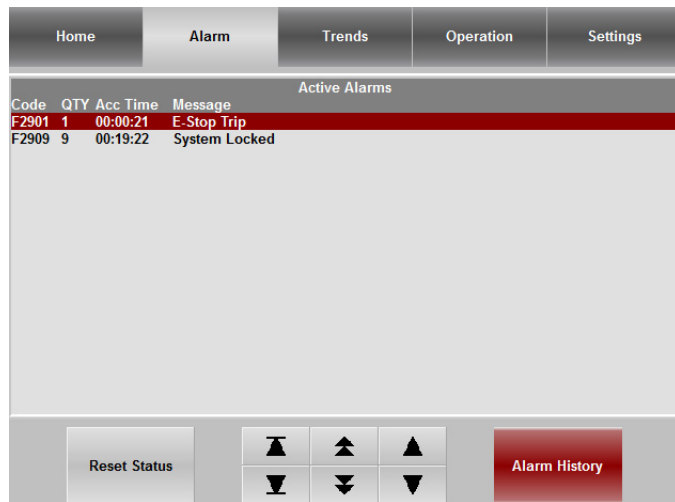 Home Alarm Trends Operation Settings
Active Alarms
Code QTY Acc Time Message
F2901 1 00:00:21 E-Stop Trip
F2909 9 00:19:22 System Locked
Reset Status Alarm History